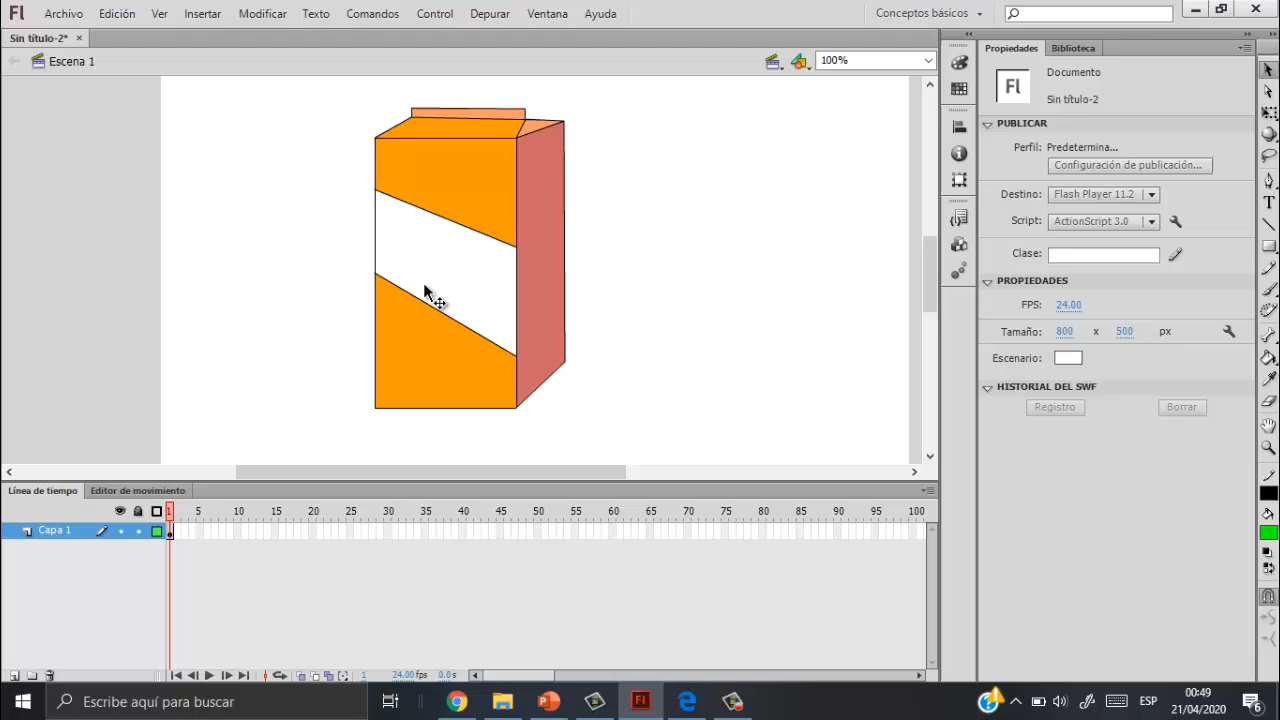 Fl Archivo Edición Ver Insertar Modificar Texto Comandos Control Depurar Ventana Ayuda Conceptos básicos
Sin título-2* ×
Escena 1 100%
Propiedades Biblioteca
Fl Documento
Sin título-2
PUBLICAR
Perfil: Predetermina...
Configuración de publicación...
Destino: Flash Player 11.2
Script: ActionScript 3.0
Clase:
PROPIEDADES
FPS: 24.00
Tamaño: 800 x 500 px
Escenario:
HISTORIAL DEL SWF
Registro Borrar
Línea de tiempo Editor de movimiento
1 5 10 15 20 25 30 35 40 45 50 55 60 65 70 75 80 85 90 95 100
Capa 1
1 24.00 fps 0.0 s
Escribe aquí para buscar
Fl
ESP
00:49
21/04/2020
6